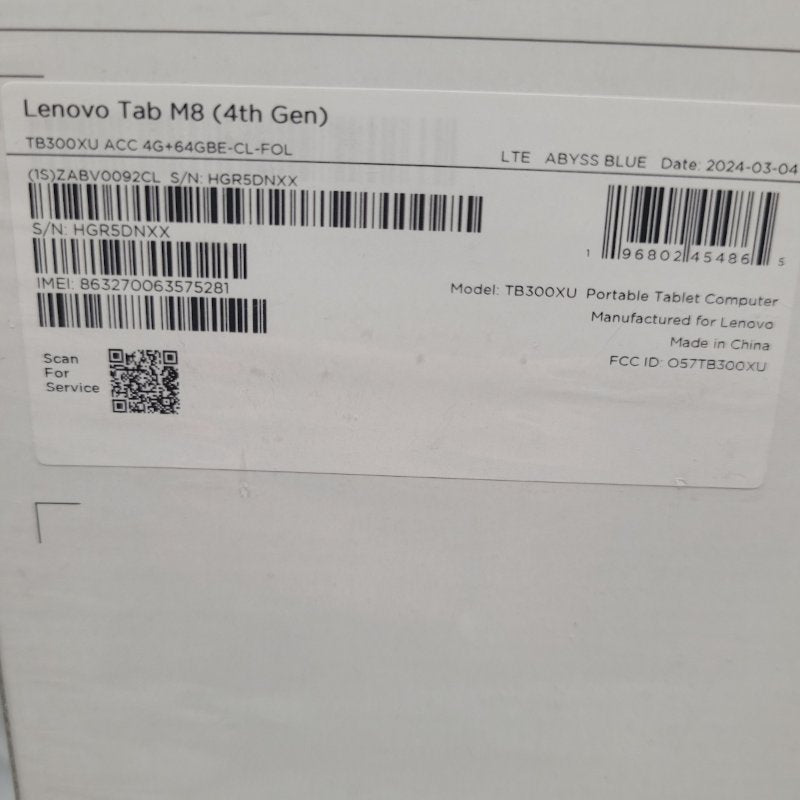 Lenovo Tab M8 (4th Gen)
TB300XU ACC 4G+64GBE-CL-FOL
LTE ABYSS BLUE Date: 2024-03-04
(1S)ZABV0092CL S/N: HGR5DNXX
S/N: HGR5DNXX
1 96802 45486 5
IMEI: 863270063575281
Model: TB300XU Portable Tablet Computer
Manufactured for Lenovo
Made in China
FCC ID: O57TB300XU
Scan
For
Service